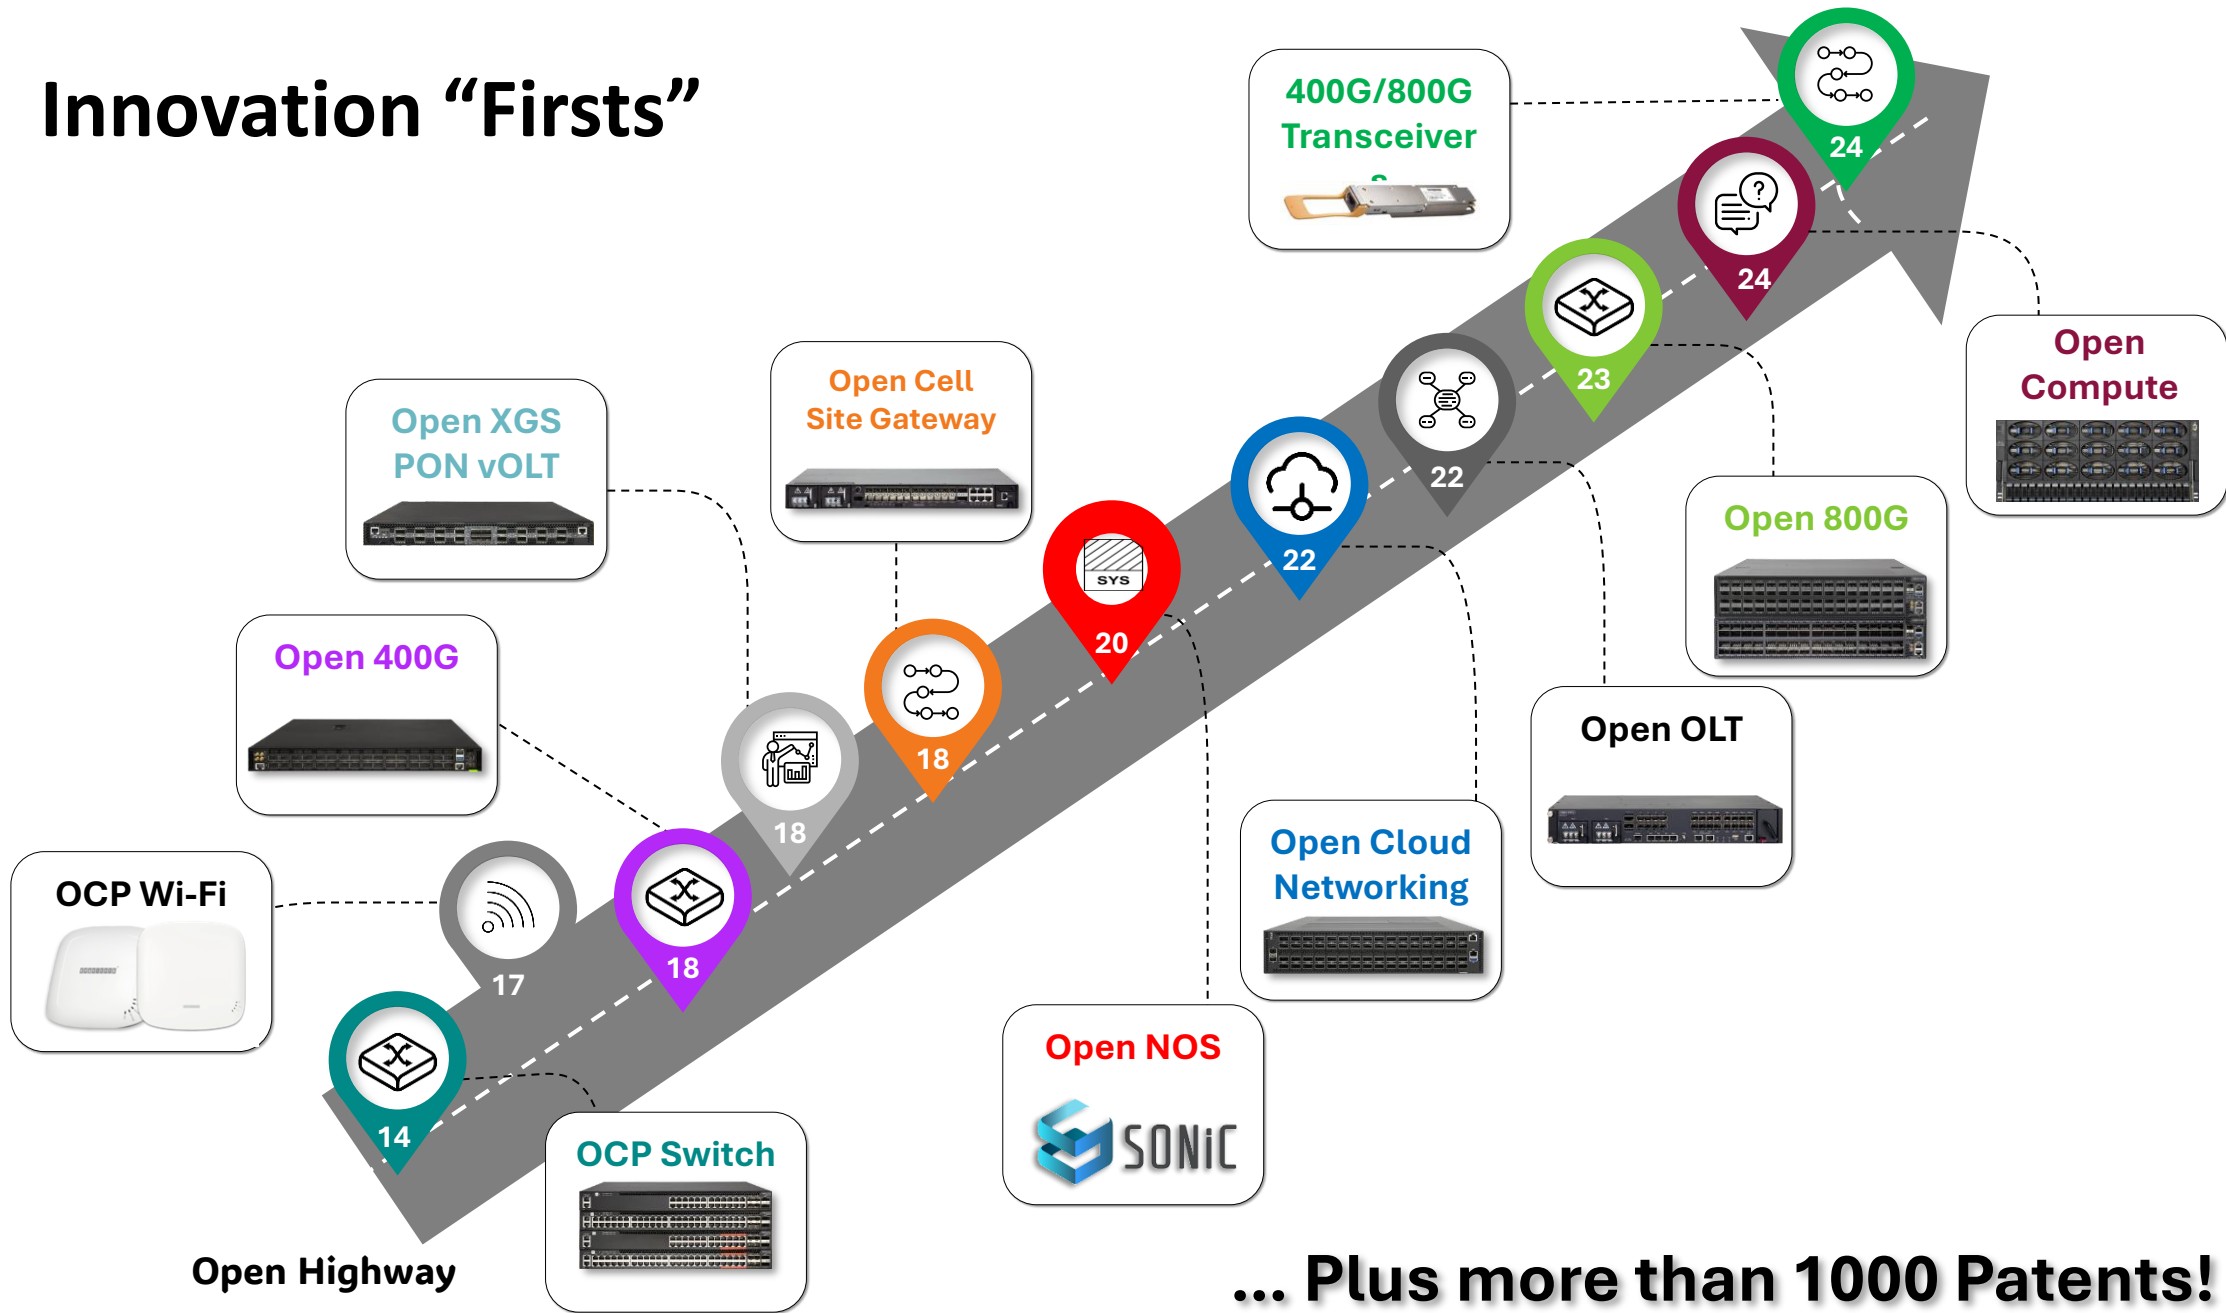 Innovation “Firsts”
400G/800G
Transceiver
s
24
24
Open
Compute
23
Open 800G
22
Open OLT
22
Open Cloud
Networking
SYS
20
Open NOS
SONiC
Open Cell
Site Gateway
18
Open XGS
PON vOLT
18
Open 400G
18
OCP Wi-Fi
17
14
OCP Switch
Open Highway
... Plus more than 1000 Patents!